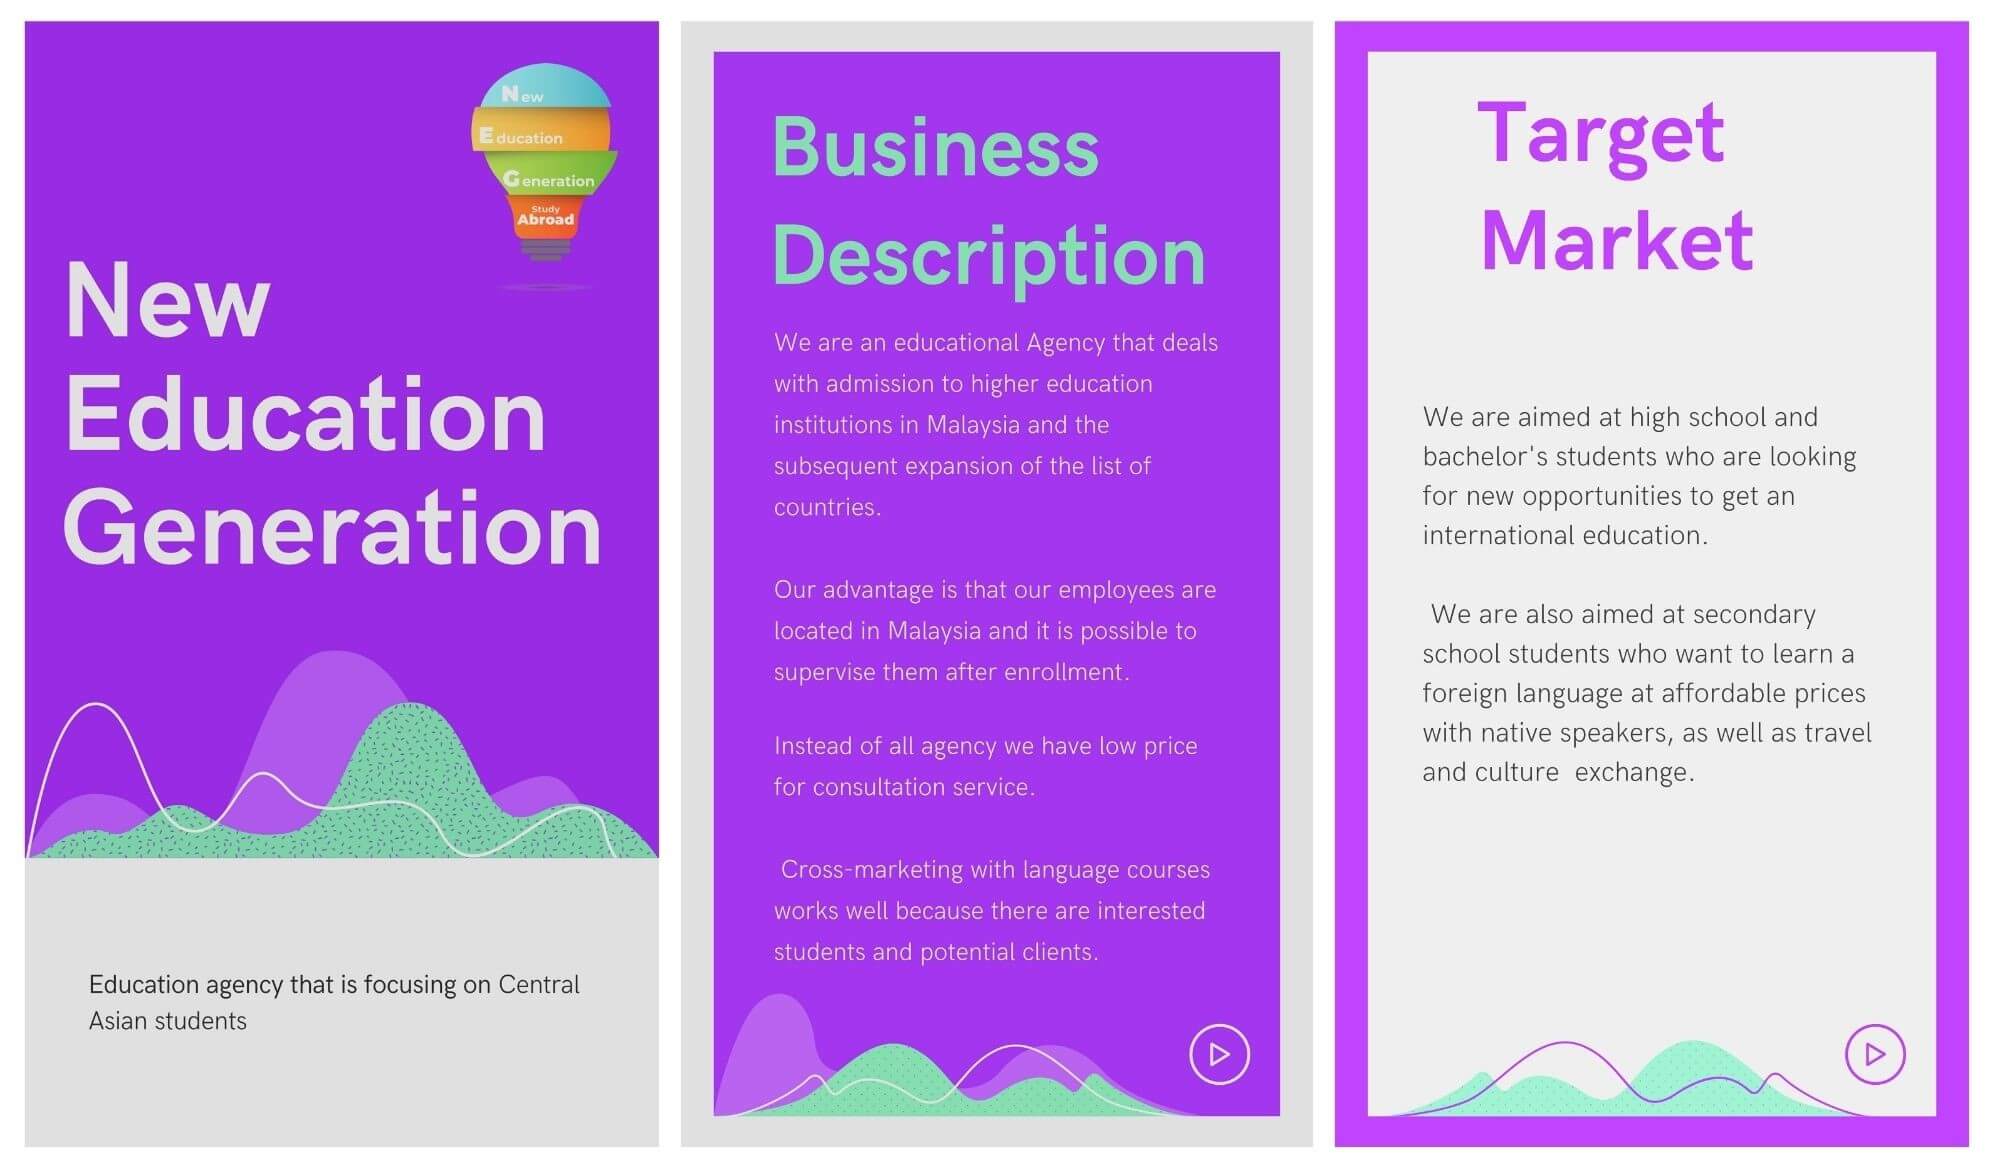 New
Education
Generation
Study
Abroad
New
Education
Generation
Education agency that is focusing on Central
Asian students
Business
Description
We are an educational Agency that deals
with admission to higher education
institutions in Malaysia and the
subsequent expansion of the list of
countries.
Our advantage is that our employees are
located in Malaysia and it is possible to
supervise them after enrollment.
Instead of all agency we have low price
for consultation service.
Cross-marketing with language courses
works well because there are interested
students and potential clients.
Target
Market
We are aimed at high school and
bachelor's students who are looking
for new opportunities to get an
international education.
We are also aimed at secondary
school students who want to learn a
foreign language at affordable prices
with native speakers, as well as travel
and culture  exchange.